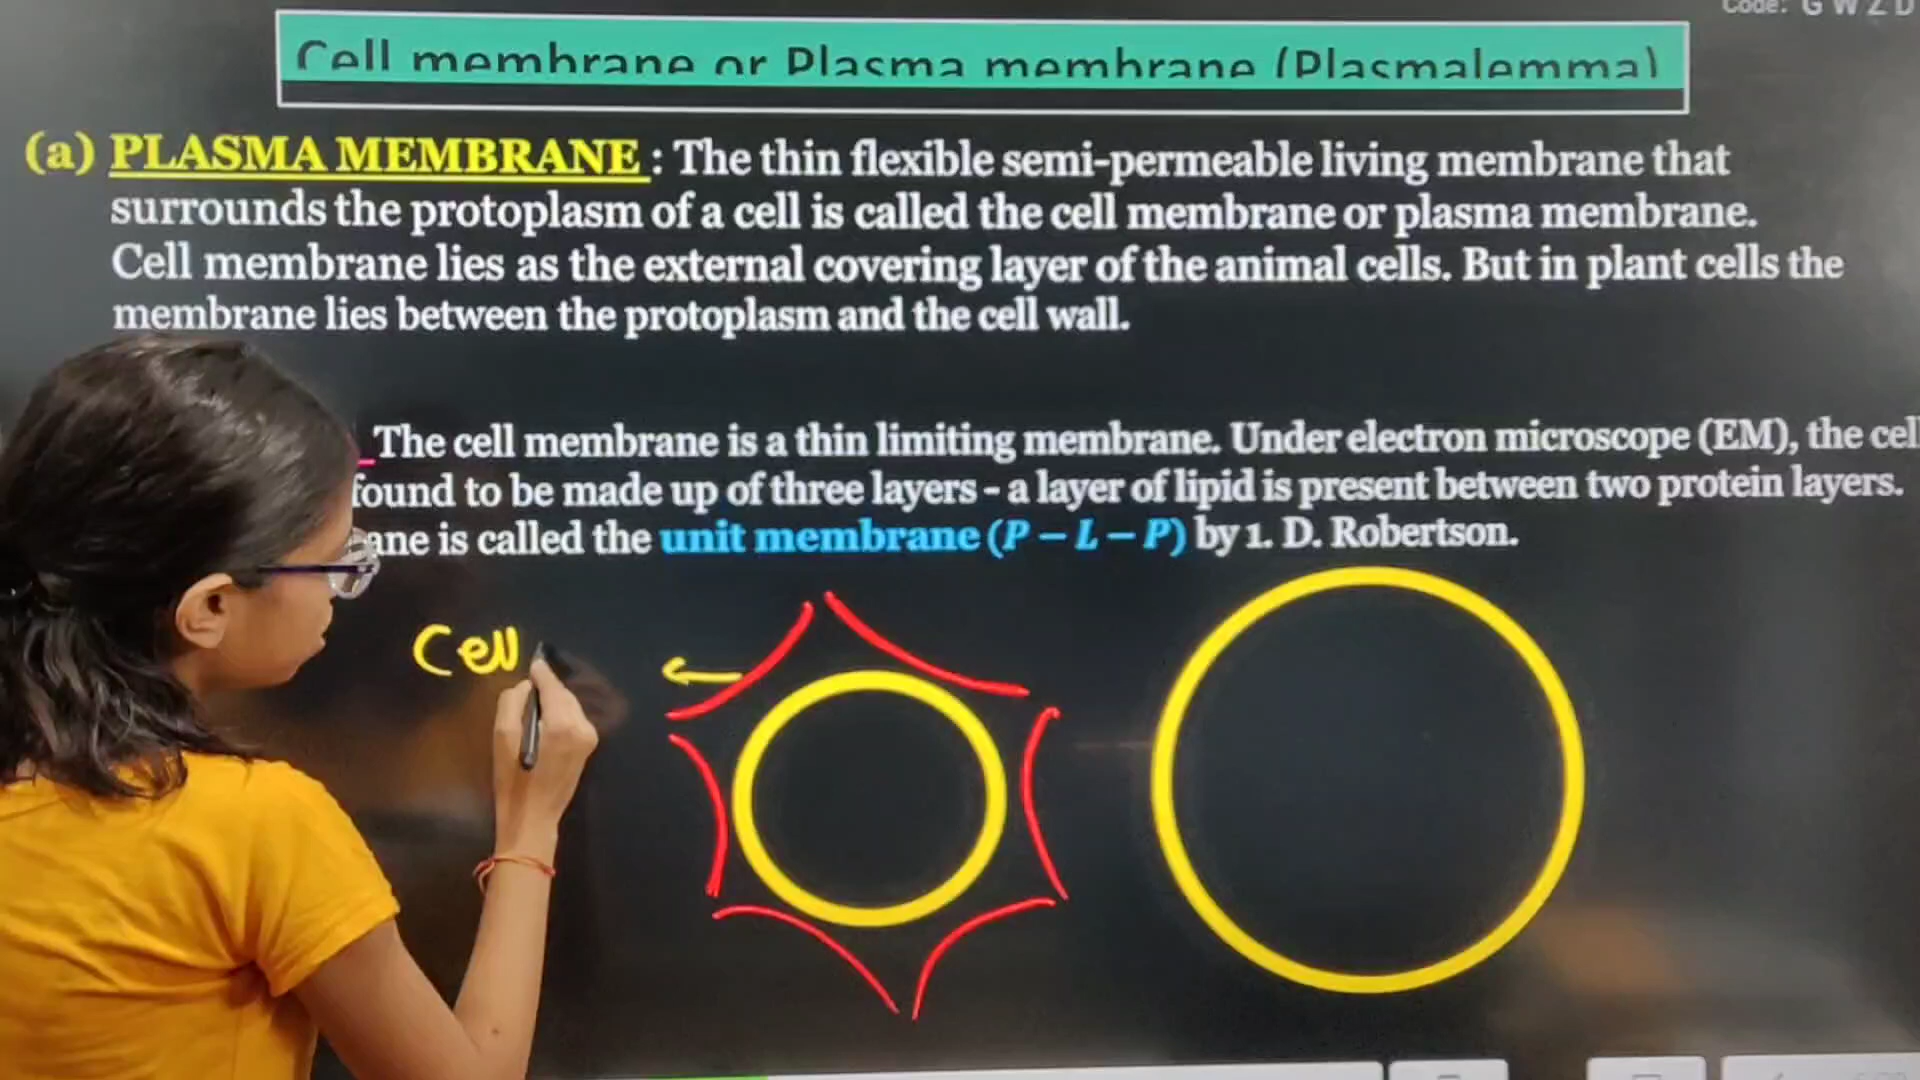 Code: G W Z D
Cell membrane or Plasma membrane (Plasmalemma)
(a) PLASMA MEMBRANE : The thin flexible semi-permeable living membrane that
surrounds the protoplasm of a cell is called the cell membrane or plasma membrane.
Cell membrane lies as the external covering layer of the animal cells. But in plant cells the
membrane lies between the protoplasm and the cell wall.
The cell membrane is a thin limiting membrane. Under electron microscope (EM), the cell
found to be made up of three layers - a layer of lipid is present between two protein layers.
ane is called the unit membrane (P – L – P) by 1. D. Robertson.
Cell